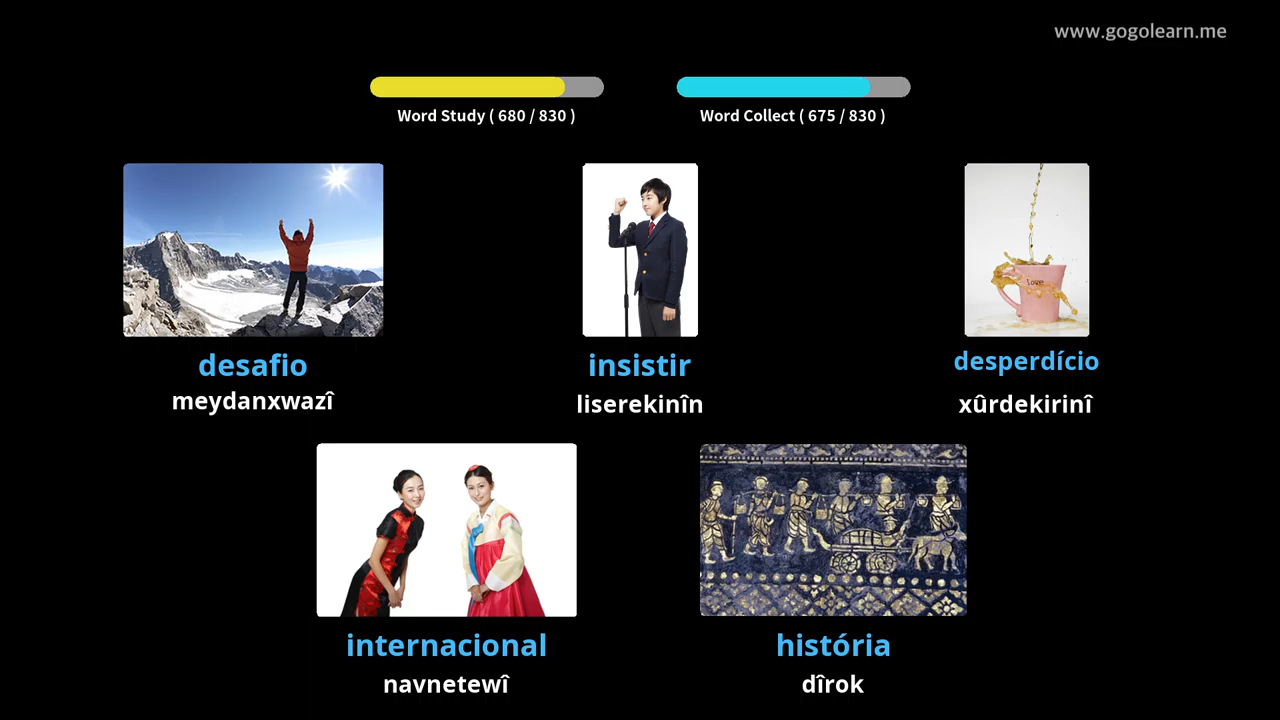 www.gogolearn.me
Word Study ( 680 / 830 )
Word Collect ( 675 / 830 )
desafio
meydanxwazî
insistir
liserekinîn
desperdício
xûrdekirinî
Love
internacional
navnetewî
história
dîrok